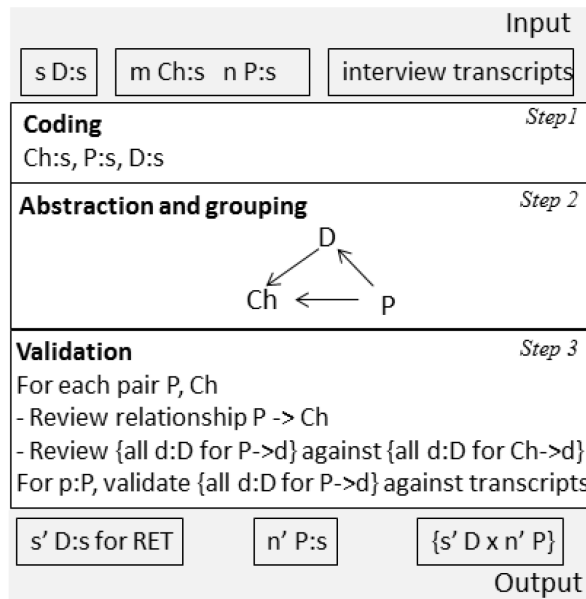 Input
s D:s m Ch:s n P:s interview transcripts
Coding Step1
Ch:s, P:s, D:s
Abstraction and grouping Step 2
D
Ch P
Validation Step 3
For each pair P, Ch
- Review relationship P -> Ch
- Review {all d:D for P->d} against {all d:D for Ch->d}
For p:P, validate {all d:D for P->d} against transcripts
s’ D:s for RET n’ P:s {s’ D x n’ P}
Output